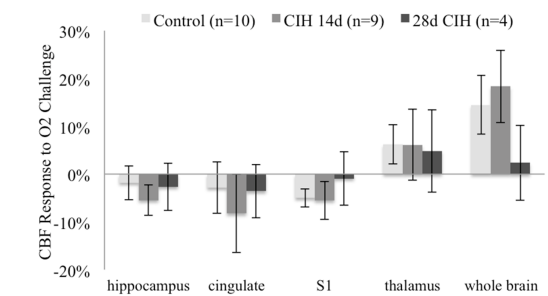 Control (n=10) CIH 14d (n=9) 28d CIH (n=4)
CBF Response to O2 Challenge
30%
20%
10%
0%
-10%
-20%
hippocampus cingulate S1 thalamus whole brain